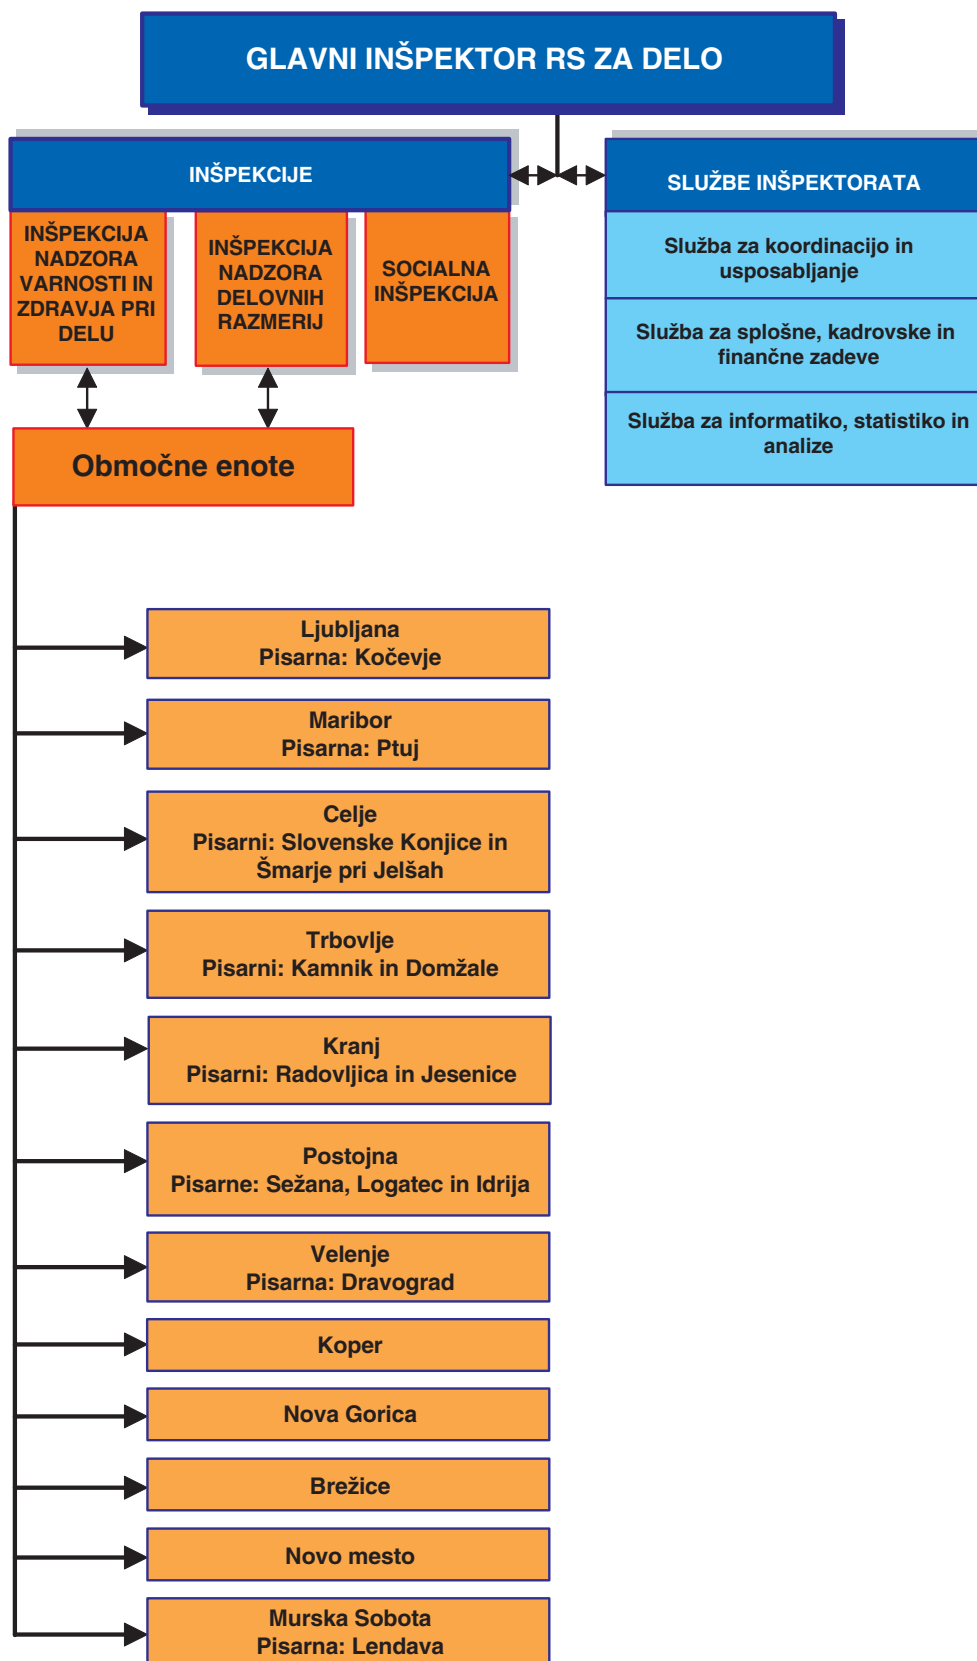 GLAVNI INŠPEKTOR RS ZA DELO
INŠPEKCIJE
INŠPEKCIJA
NADZORA
VARNOSTI IN
ZDRAVJA PRI
DELU
INŠPEKCIJA
NADZORA
DELOVNIH
RAZMERIJ
SOCIALNA
INŠPEKCIJA
SLUŽBE INŠPEKTORATA
Služba za koordinacijo in
usposabljanje
Služba za splošne, kadrovske in
finančne zadeve
Služba za informatiko, statistiko in
analize
Območne enote
Ljubljana
Pisarna: Kočevje
Maribor
Pisarna: Ptuj
Celje
Pisarni: Slovenske Konjice in
Šmarje pri Jelšah
Trbovlje
Pisarni: Kamnik in Domžale
Kranj
Pisarni: Radovljica in Jesenice
Postojna
Pisarne: Sežana, Logatec in Idrija
Velenje
Pisarna: Dravograd
Koper
Nova Gorica
Brežice
Novo mesto
Murska Sobota
Pisarna: Lendava